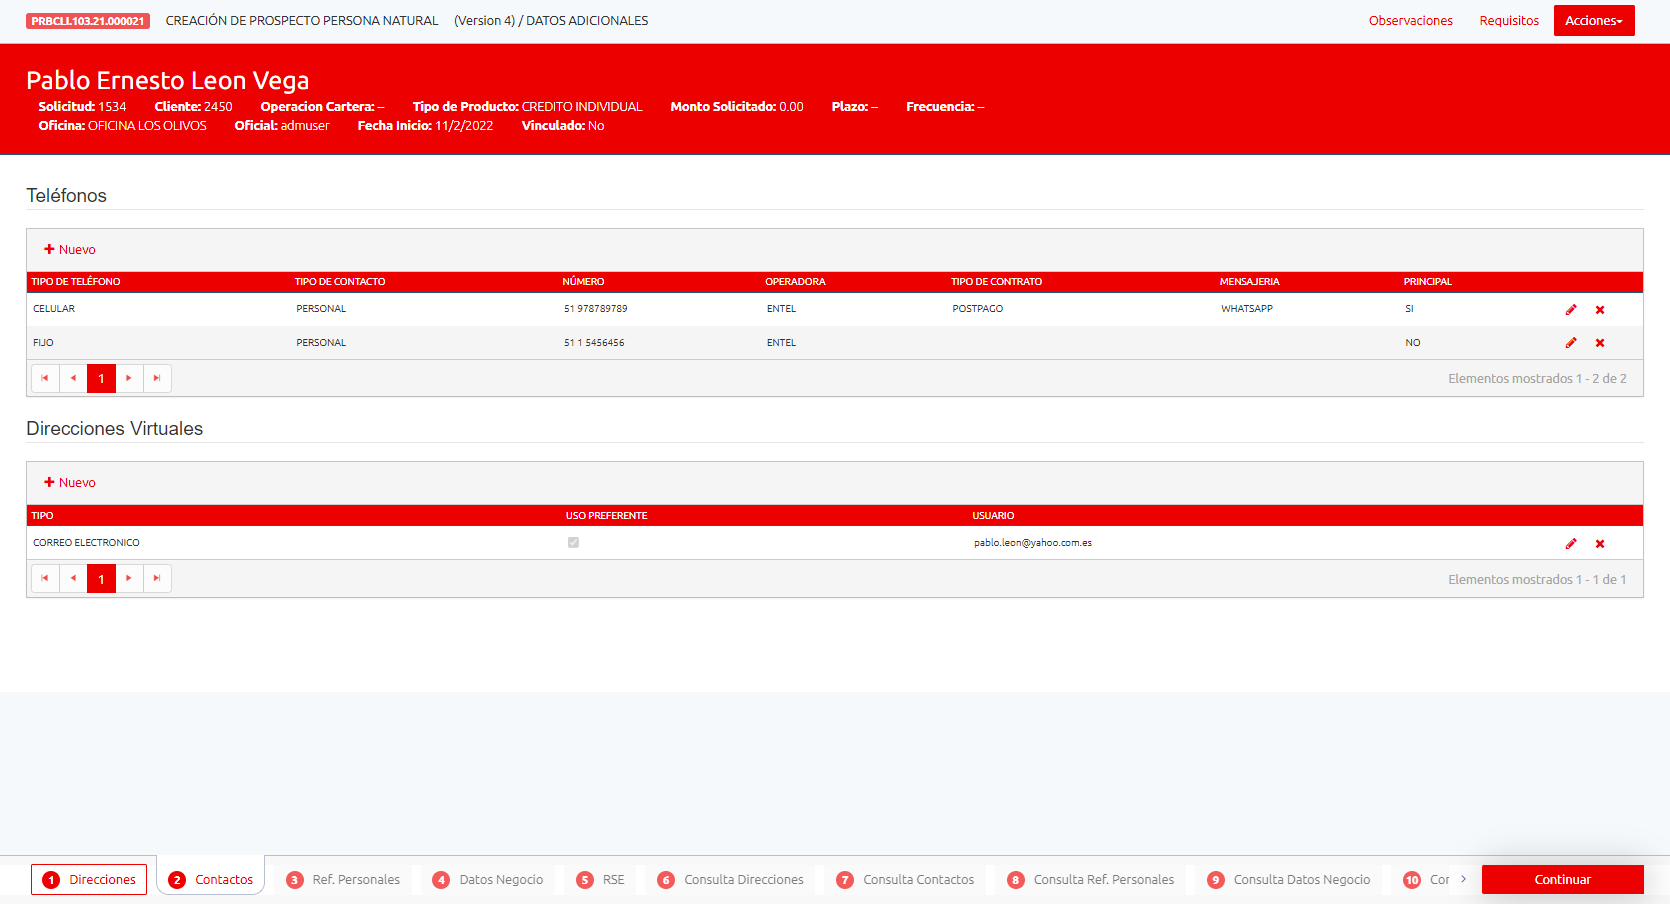 PRBCLI.103.21.000021 CREACIÓN DE PROSPECTO PERSONA NATURAL (Version 4) / DATOS ADICIONALES Observaciones Requisitos Acciones
Pablo Ernesto Leon Vega
Solicitud: 1534 Cliente: 2450 Operacion Cartera: -- Tipo de Producto: CREDITO INDIVIDUAL Monto Solicitado: 0.00 Plazo: -- Frecuencia: --
Oficina: OFICINA LOS OLIVOS Oficial: admuser Fecha Inicio: 11/2/2022 Vinculado: No
Teléfonos
Nuevo
TIPO DE TELÉFONO TIPO DE CONTACTO NÚMERO OPERADORA TIPO DE CONTRATO MENSAJERIA PRINCIPAL
CELULAR PERSONAL 51 978789789 ENTEL POSTPAGO WHATSAPP SI
FIJO PERSONAL 51 1 5456456 ENTEL NO
1 Elementos mostrados 1 - 2 de 2
Direcciones Virtuales
Nuevo
TIPO USO PREFERENTE USUARIO
CORREO ELECTRONICO pablo.leon@yahoo.com.es
1 Elementos mostrados 1 - 1 de 1
1 Direcciones 2 Contactos 3 Ref. Personales 4 Datos Negocio 5 RSE 6 Consulta Direcciones 7 Consulta Contactos 8 Consulta Ref. Personales 9 Consulta Datos Negocio 10 Cor Continuar